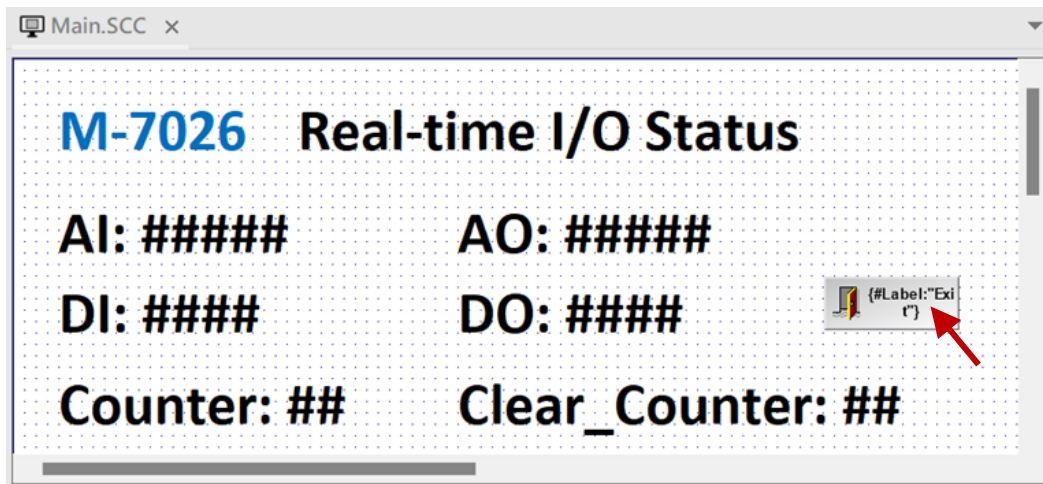 Main.SCC
M-7026 Real-time I/O Status
AI: ##### AO: #####
{#Label:"Exi
t"}
DI: #### DO: ####
Counter: ## Clear_Counter: ##